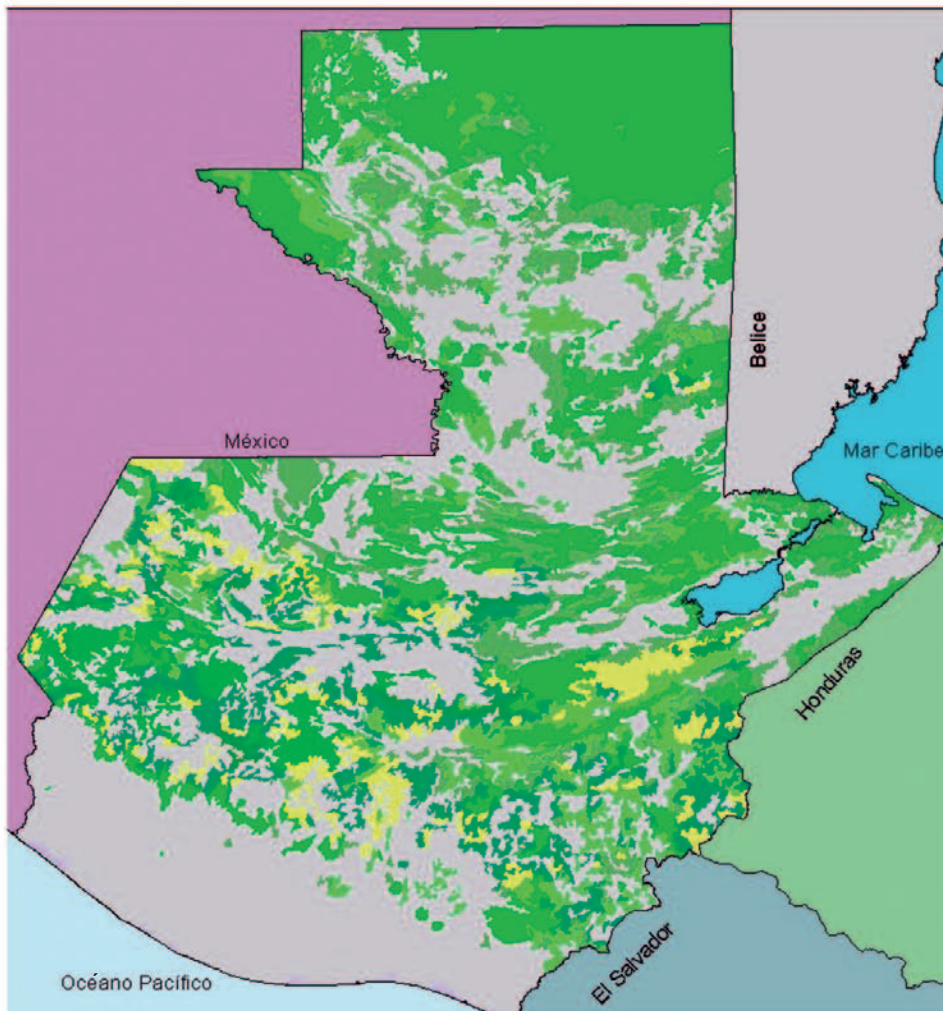 Belice
México
Mar Caribe
Honduras
El Salvador
Océano Pacífico